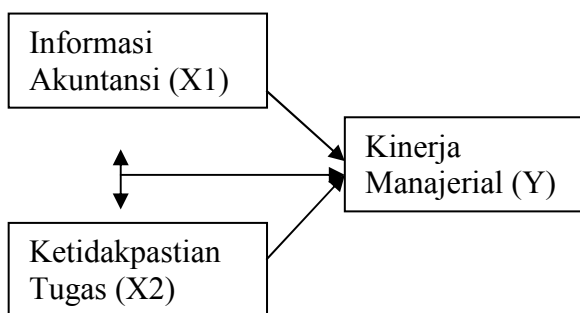 Informasi
Akuntansi (X1)
Kinerja
Manajerial (Y)
Ketidakpastian
Tugas (X2)